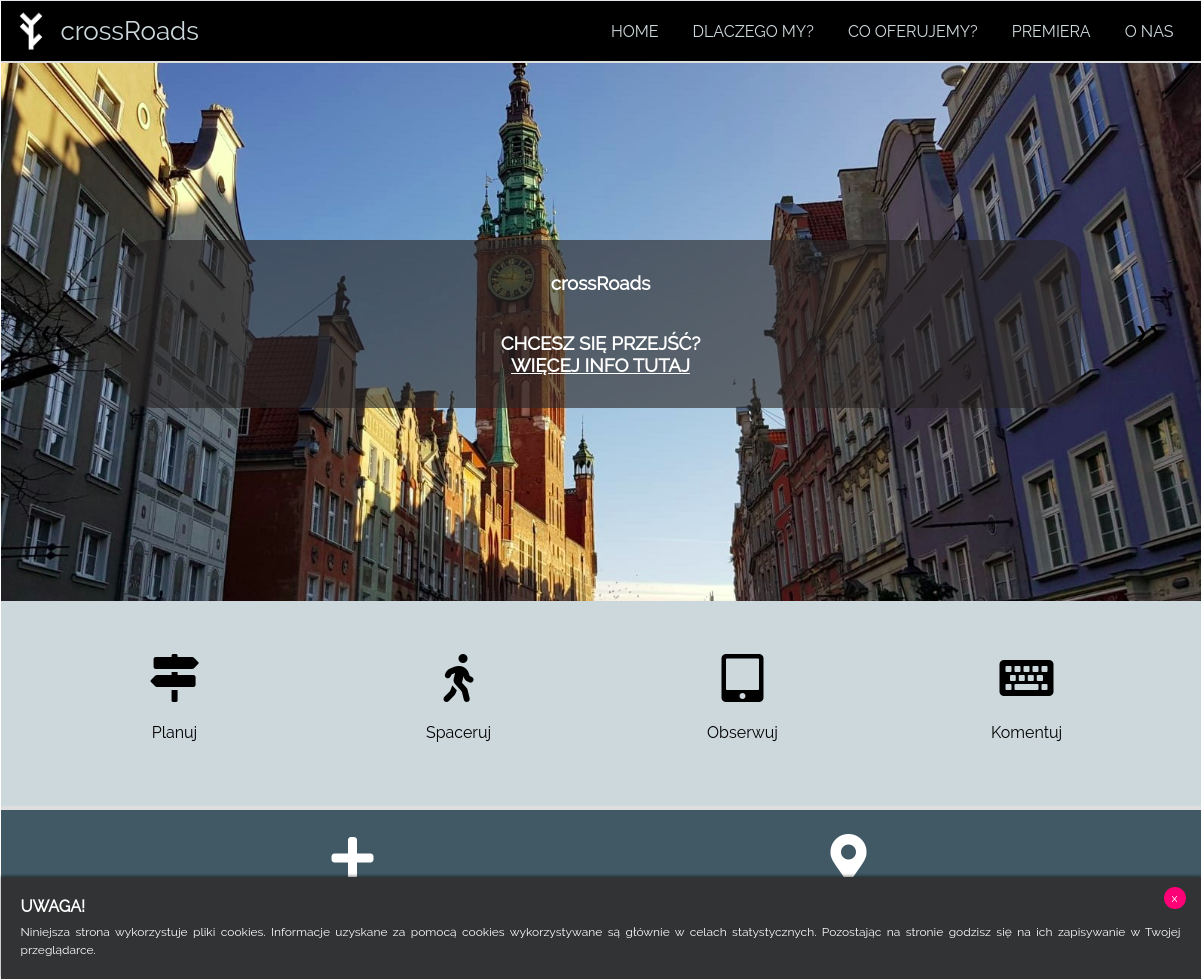 crossRoads
HOME DLACZEGO MY? CO OFERUJEMY? PREMIERA O NAS
crossRoads
CHCESZ SIĘ PRZEJŚĆ?
WIĘCEJ INFO TUTAJ
Planuj Spaceruj Obserwuj Komentuj
UWAGA!
x
Niniejsza strona wykorzystuje pliki cookies. Informacje uzyskane za pomocą cookies wykorzystywane są głównie w celach statystycznych. Pozostając na stronie godzisz się na ich zapisywanie w Twojej
przeglądarce.